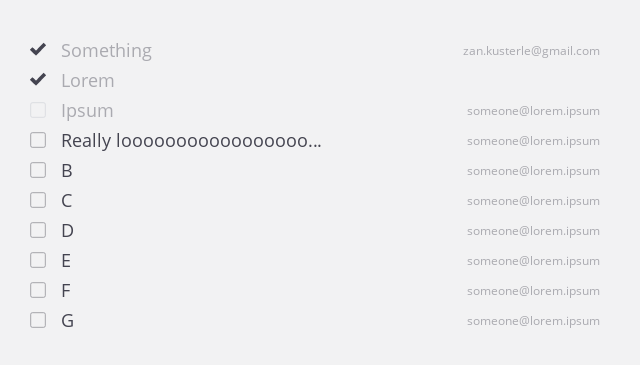 Something zan.kusterle@gmail.com
Lorem
Ipsum someone@lorem.ipsum
Really looooooooooooooooo... someone@lorem.ipsum
B someone@lorem.ipsum
C someone@lorem.ipsum
D someone@lorem.ipsum
E someone@lorem.ipsum
F someone@lorem.ipsum
G someone@lorem.ipsum